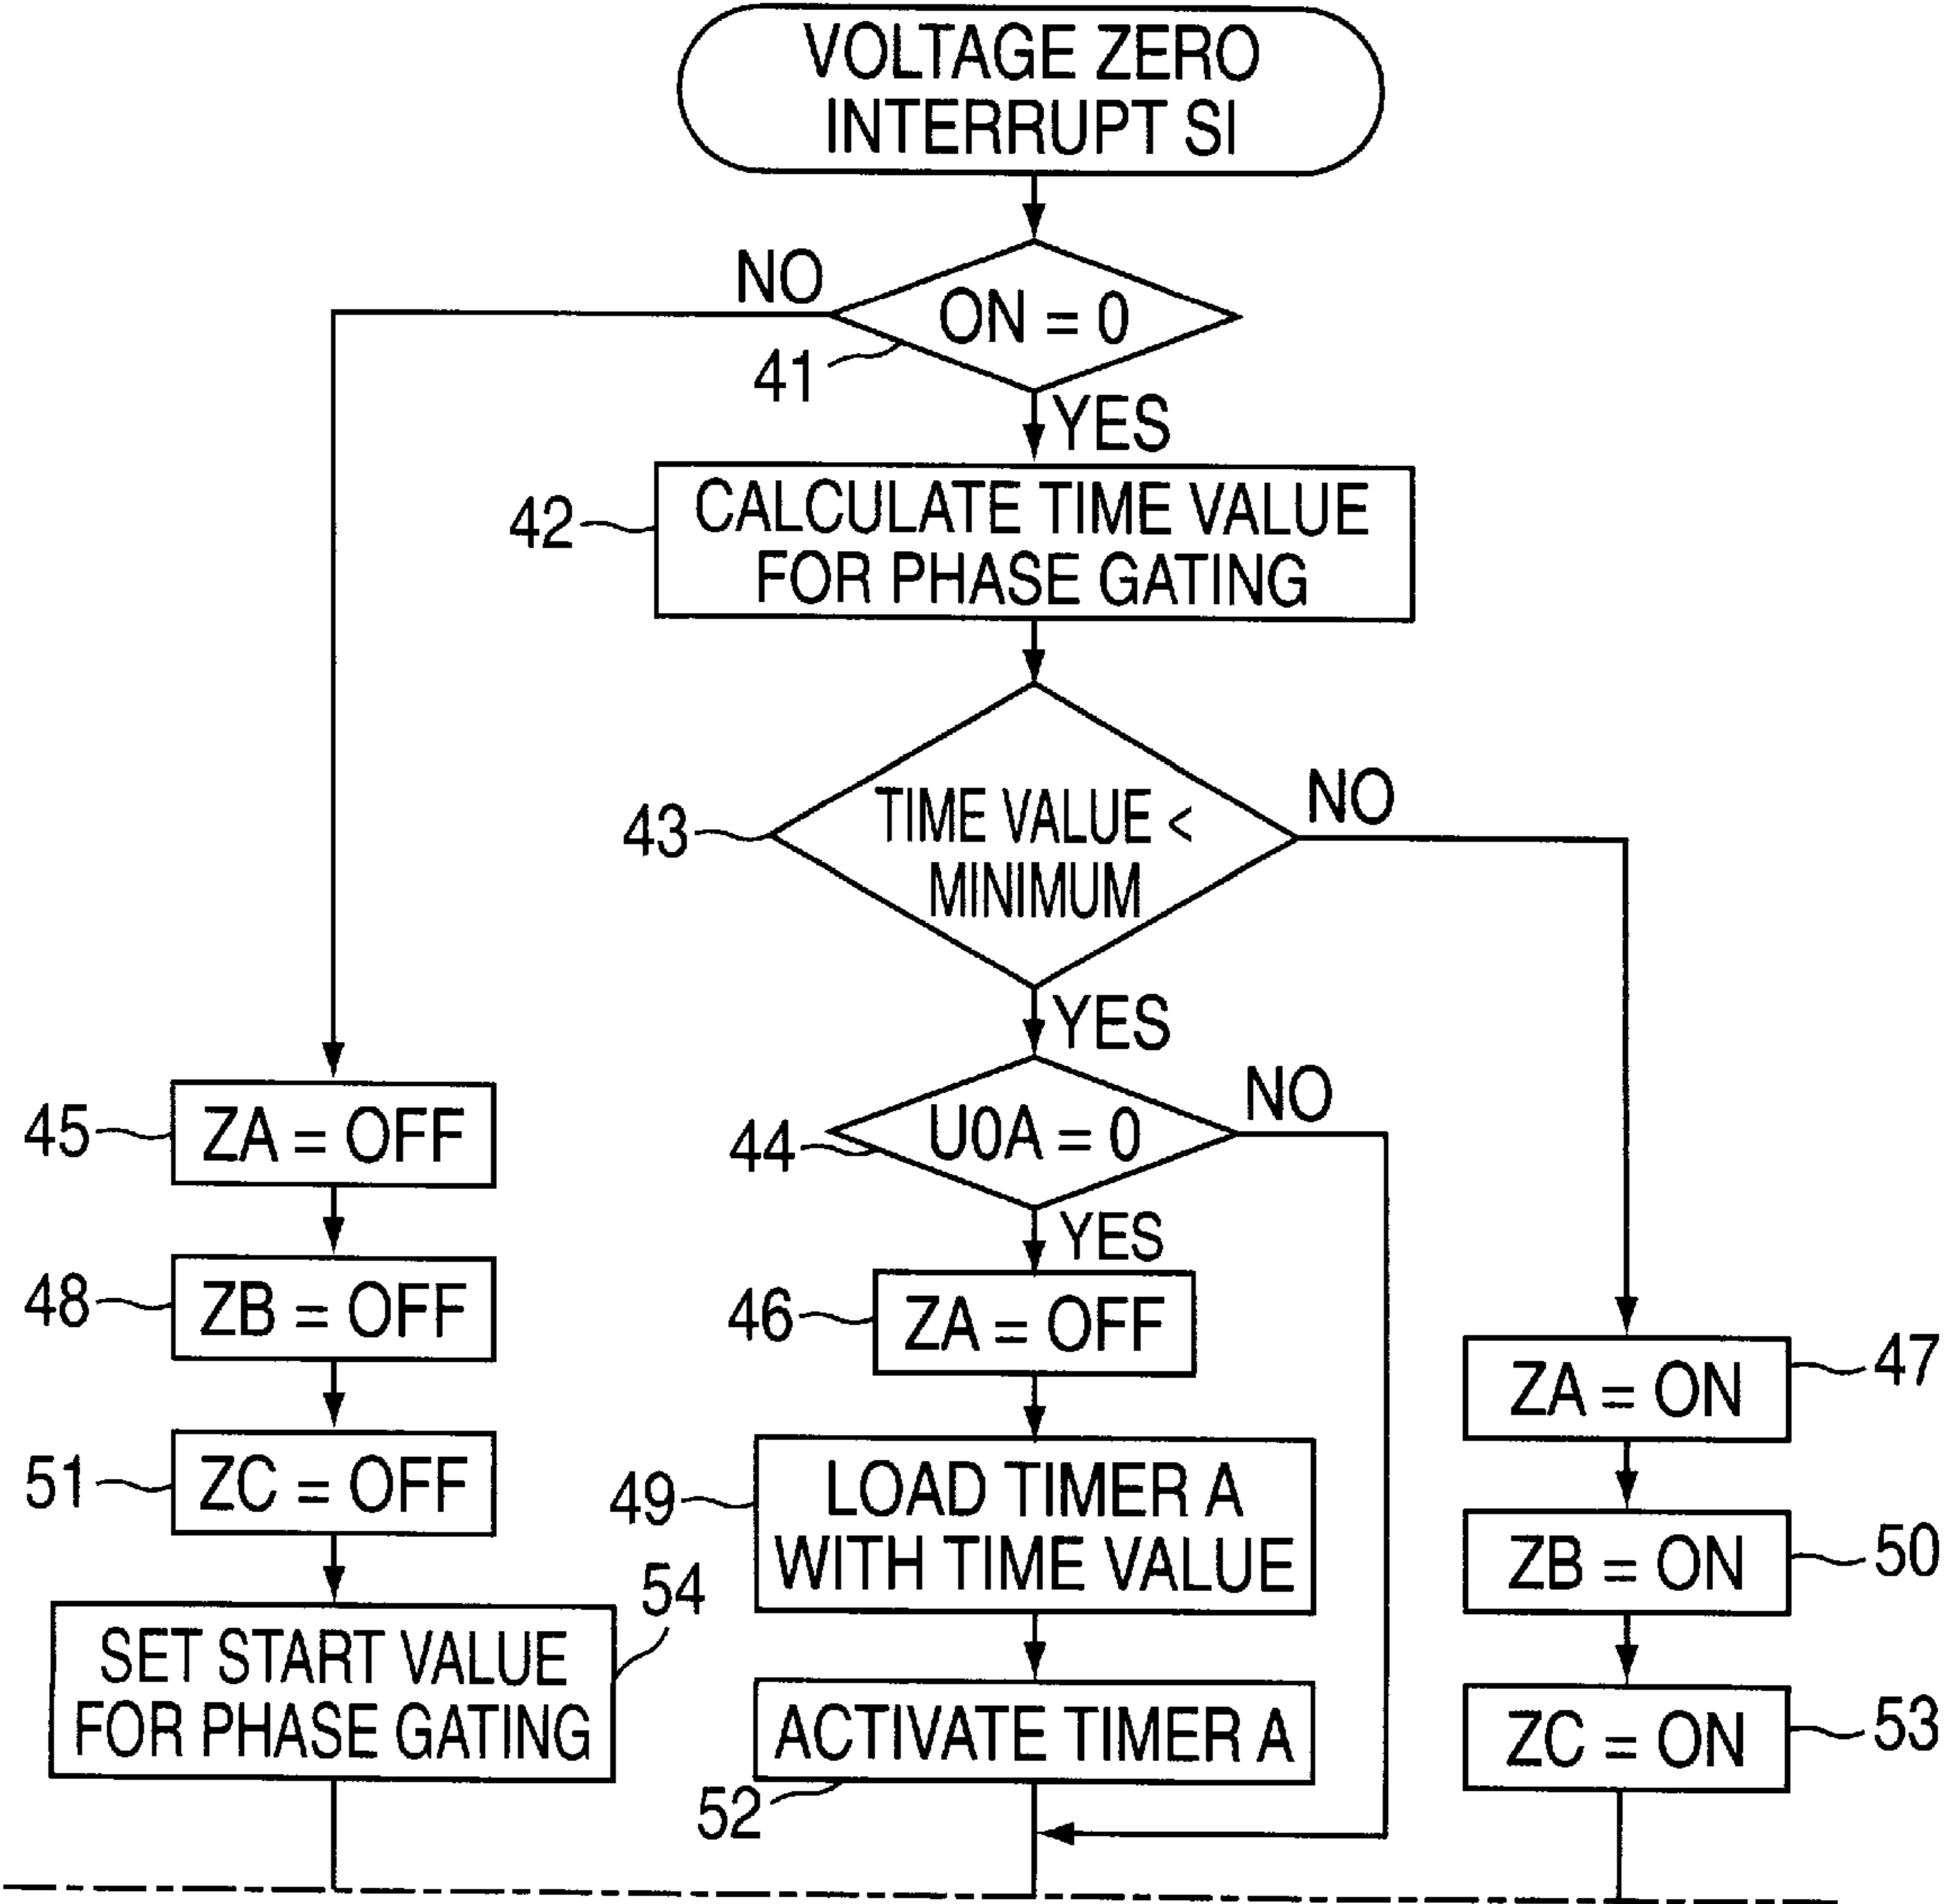 VOLTAGE ZERO
INTERRUPT SI
NO
ON = 0
41
YES
42
CALCULATE TIME VALUE
FOR PHASE GATING
43
TIME VALUE <
MINIMUM
NO
YES
44
U0A = 0
NO
YES
45
ZA = OFF
48
ZB = OFF
51
ZC = OFF
54
SET START VALUE
FOR PHASE GATING
46
ZA = OFF
49
LOAD TIMER A
WITH TIME VALUE
ACTIVATE TIMER A
52
ZA = ON
47
ZB = ON
50
ZC = ON
53